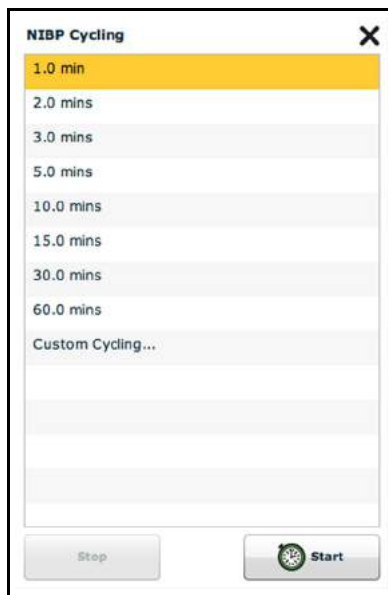 NIBP Cycling
1.0 min
2.0 mins
3.0 mins
5.0 mins
10.0 mins
15.0 mins
30.0 mins
60.0 mins
Custom Cycling...
Stop
Start